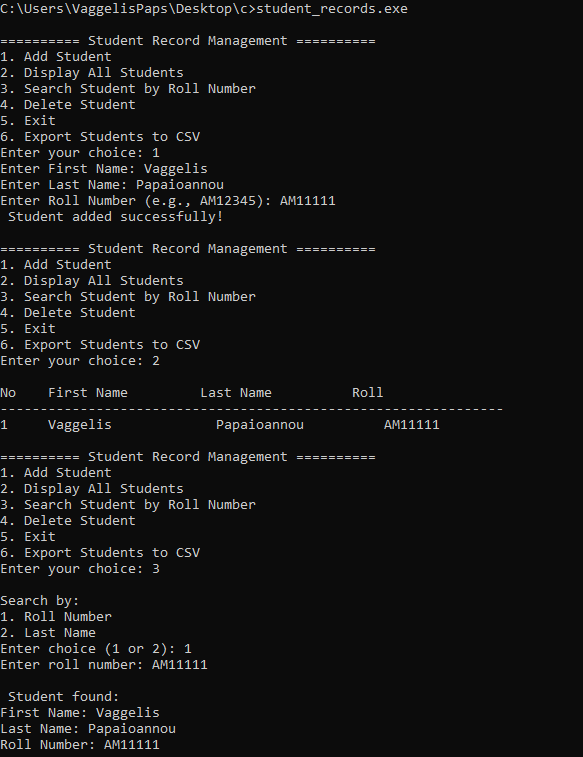 C:\Users\VaggelisPaps\Desktop\c>student_records.exe

========== Student Record Management ==========
1. Add Student
2. Display All Students
3. Search Student by Roll Number
4. Delete Student
5. Exit
6. Export Students to CSV
Enter your choice: 1
Enter First Name: Vaggelis
Enter Last Name: Papaioannou
Enter Roll Number (e.g., AM12345): AM11111
 Student added successfully!

========== Student Record Management ==========
1. Add Student
2. Display All Students
3. Search Student by Roll Number
4. Delete Student
5. Exit
6. Export Students to CSV
Enter your choice: 2

No    First Name         Last Name          Roll
---------------------------------------------------------------
1     Vaggelis             Papaioannou          AM11111

========== Student Record Management ==========
1. Add Student
2. Display All Students
3. Search Student by Roll Number
4. Delete Student
5. Exit
6. Export Students to CSV
Enter your choice: 3

Search by:
1. Roll Number
2. Last Name
Enter choice (1 or 2): 1
Enter roll number: AM11111

 Student found:
First Name: Vaggelis
Last Name: Papaioannou
Roll Number: AM11111